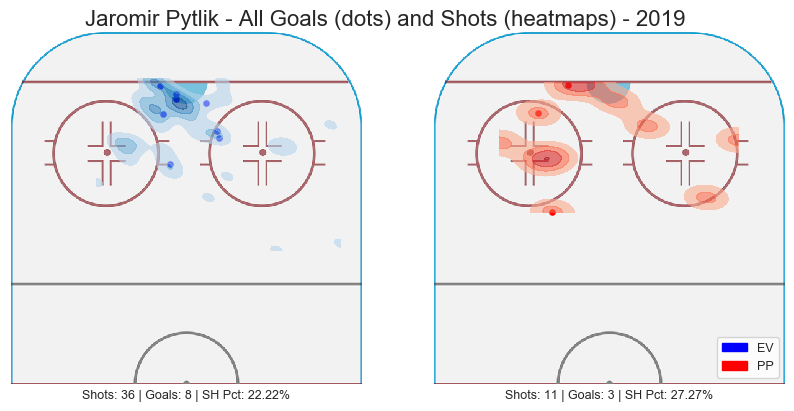 Jaromir Pytlik - All Goals (dots) and Shots (heatmaps) - 2019
EV
PP
Shots: 36 | Goals: 8 | SH Pct: 22.22%
Shots: 11 | Goals: 3 | SH Pct: 27.27%